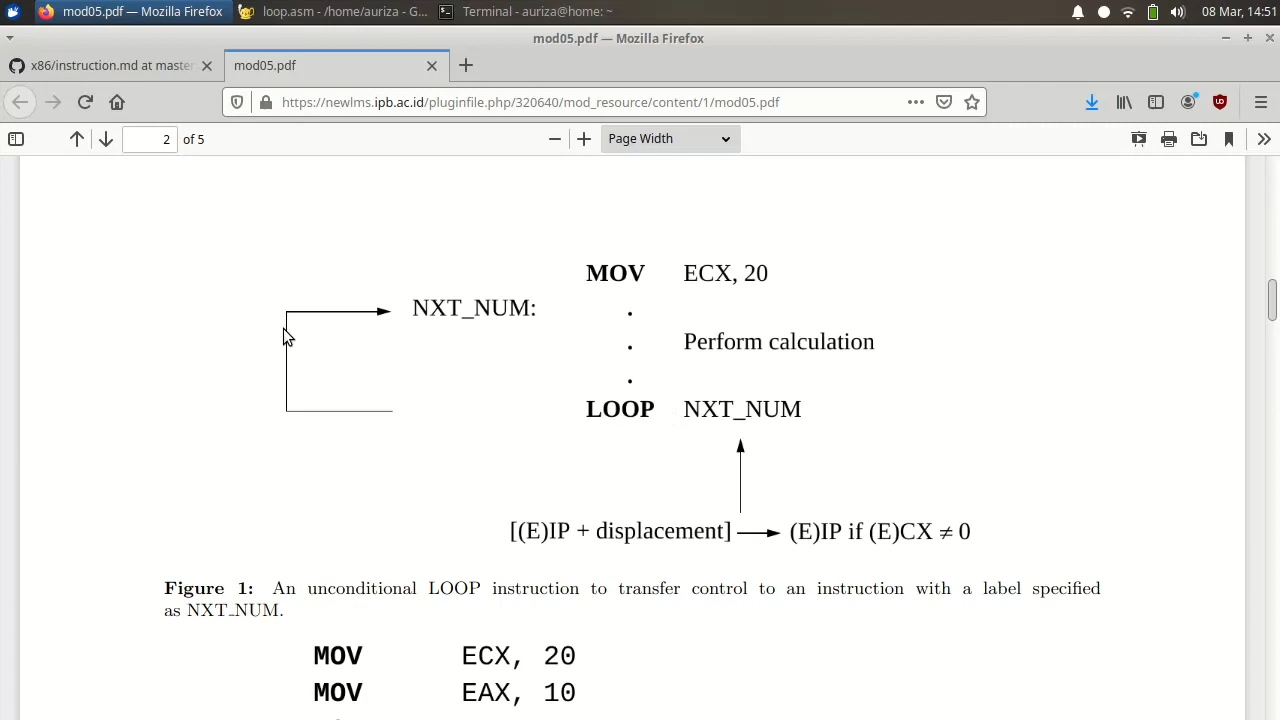 mod05.pdf — Mozilla Firefox
loop.asm - /home/auriza - G...
Terminal - auriza@home: ~
08 Mar, 14:51
mod05.pdf — Mozilla Firefox
x86/instruction.md at master
mod05.pdf
https://newlms.ipb.ac.id/pluginfile.php/320640/mod_resource/content/1/mod05.pdf
2 of 5
Page Width
MOV ECX, 20
NXT_NUM: .
. Perform calculation
.
LOOP NXT_NUM
[(E)IP + displacement] → (E)IP if (E)CX ≠ 0
Figure 1: An unconditional LOOP instruction to transfer control to an instruction with a label specified
as NXT_NUM.
MOV ECX, 20
MOV EAX, 10